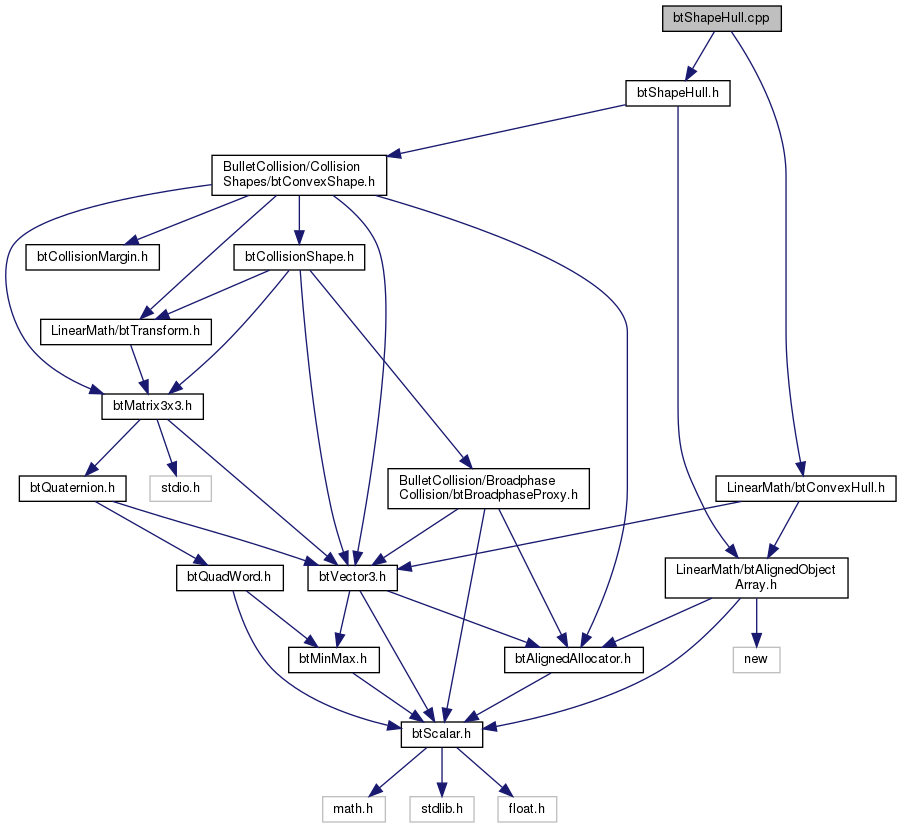 btShapeHull.cpp
btShapeHull.h
BulletCollision/Collision
Shapes/btConvexShape.h
btCollisionMargin.h
btCollisionShape.h
LinearMath/btTransform.h
btMatrix3x3.h
btQuaternion.h
stdio.h
BulletCollision/Broadphase
Collision/btBroadphaseProxy.h
LinearMath/btConvexHull.h
btQuadWord.h
btVector3.h
LinearMath/btAlignedObject
Array.h
btMinMax.h
btAlignedAllocator.h
new
btScalar.h
math.h
stdlib.h
float.h